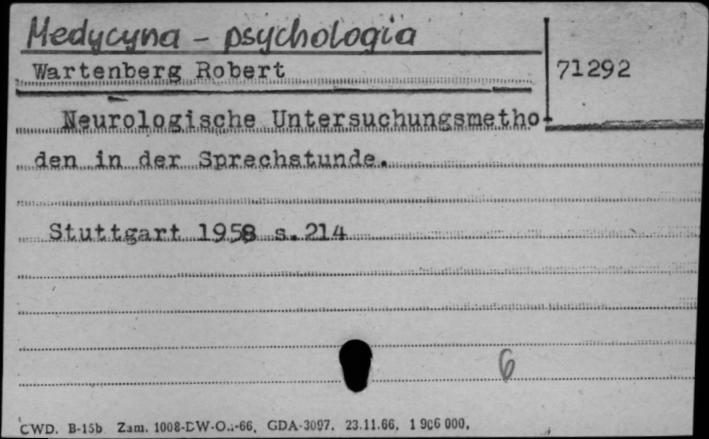 Medycyna - psychologia
Wartenberg Robert
71292
Neurologische Untersuchungsmetho-
den in der Sprechstunde.
Stuttgart 1958 s. 214
6
CWD. B-15b Zam. 1008-DW-O.:-66, GDA-3097. 23.11.66. 1 906 000.